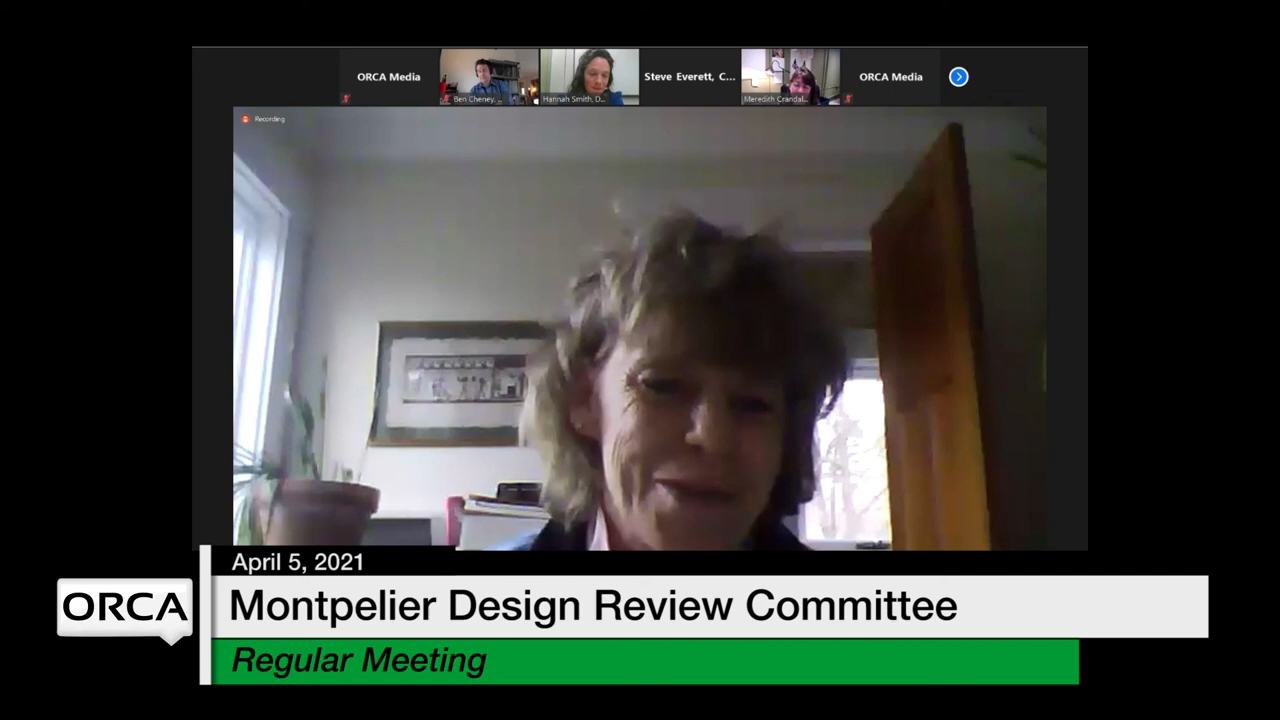 ORCA Media
Ben Cheney, ...
Hannah Smith, D...
Steve Everett, C...
Meredith Crandal...
ORCA Media
Recording
April 5, 2021
ORCA
Montpelier Design Review Committee
Regular Meeting